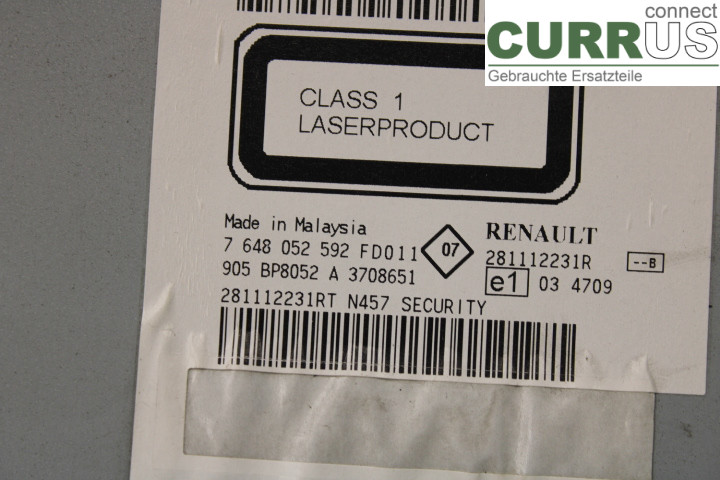 connect
CURRUS
Gebrauchte Ersatzteile
CLASS 1
LASERPRODUCT
Made in Malaysia
7 648 052 592 FD011
905 BP8052 A 3708651
281112231RT N457 SECURITY
07
RENAULT
281112231R
--B
e1 03 4709